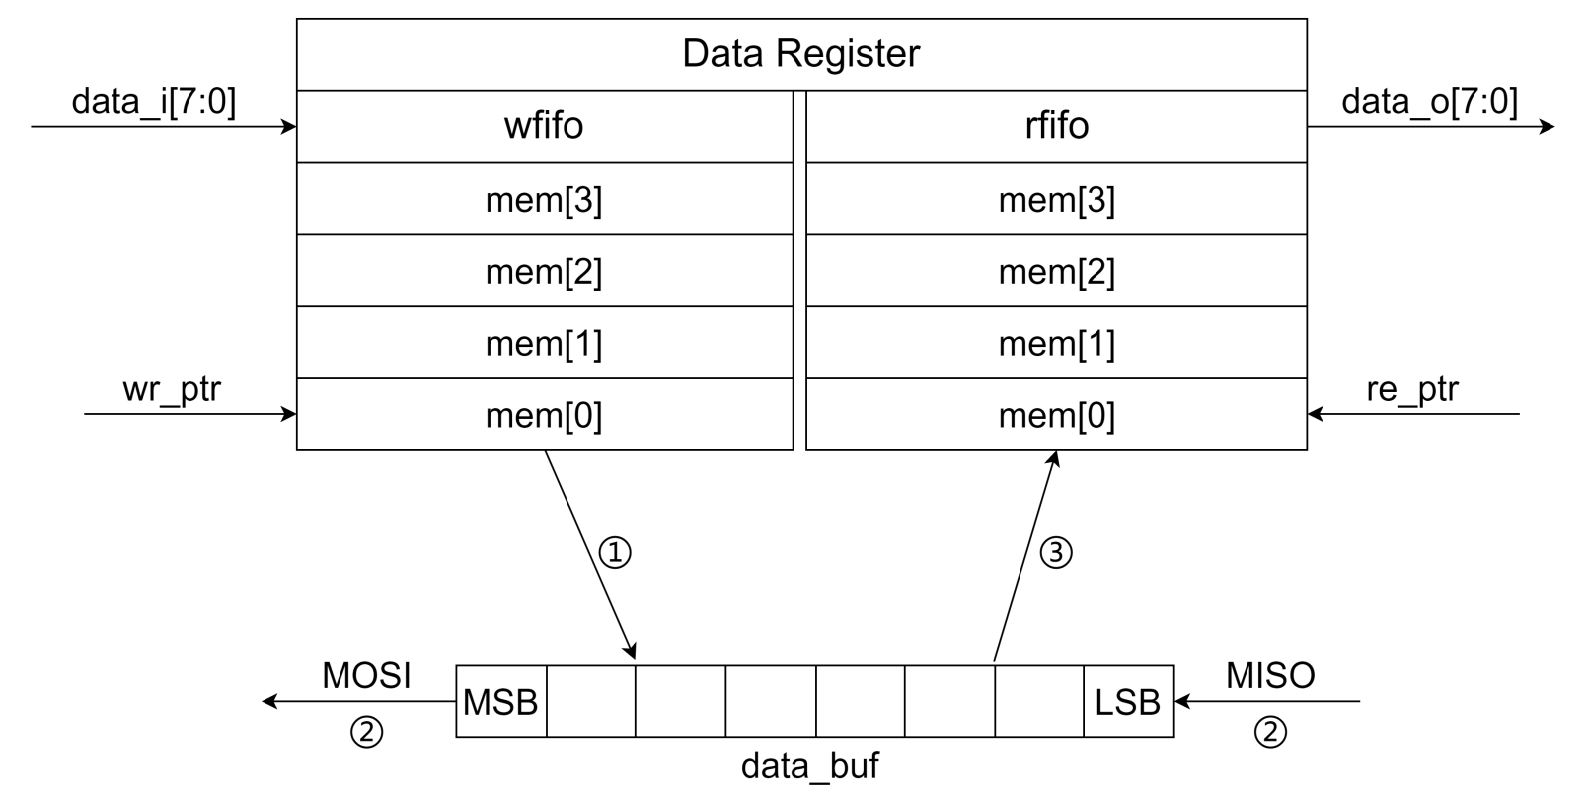 Data Register
data_i[7:0]
wfifo
rfifo
data_o[7:0]
mem[3]
mem[3]
mem[2]
mem[2]
mem[1]
mem[1]
wr_ptr
mem[0]
mem[0]
re_ptr
①
③
MOSI
MSB
LSB
MISO
②
②
data_buf